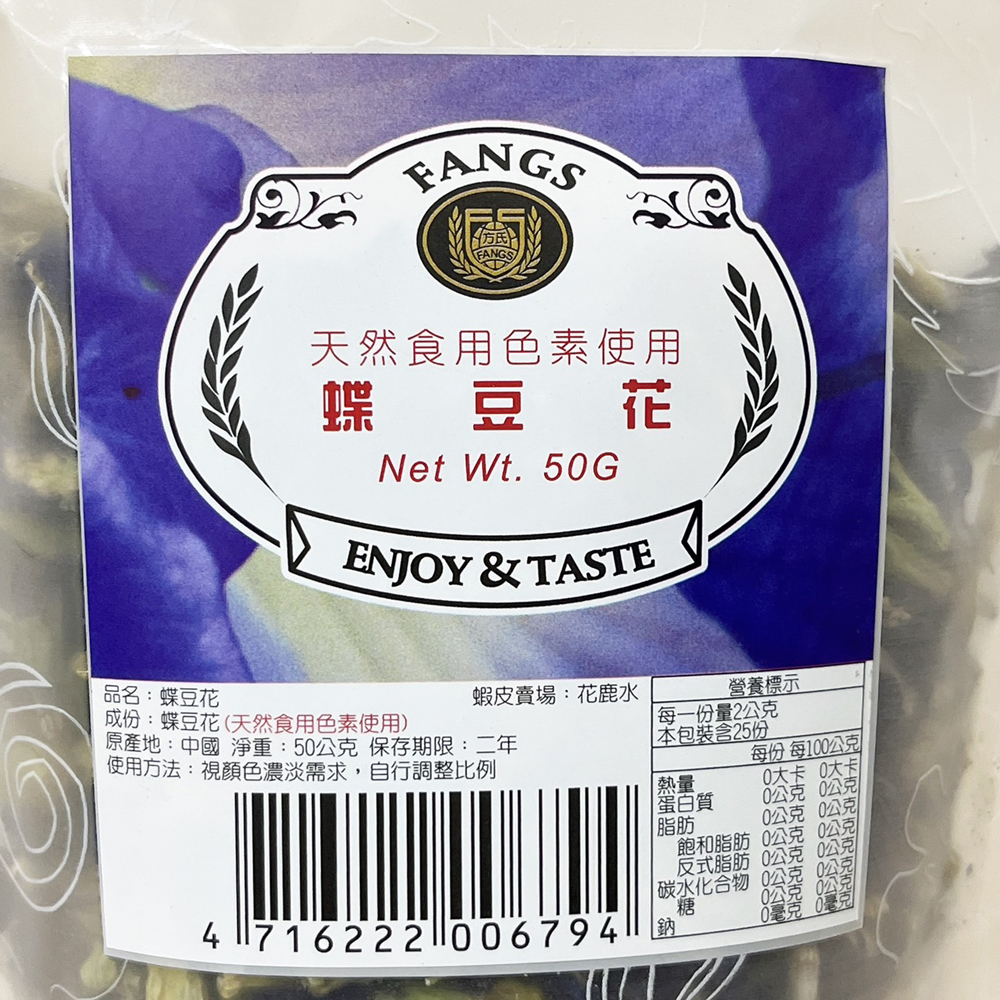 FANGS
方氏
FANGS
天然食用色素使用
蝶豆花
Net Wt. 50G
ENJOY & TASTE
品名：蝶豆花
蝦皮賣場：花鹿水
成份：蝶豆花(天然食用色素使用)
原產地：中國 淨重：50公克 保存期限：二年
使用方法：視顏色濃淡需求，自行調整比例
4 716222 006794
營養標示
每一份量2公克
本包裝含25份
每份 每100公克
熱量 0大卡 0大卡
蛋白質 0公克 0公克
脂肪 0公克 0公克
飽和脂肪 0公克 0公克
反式脂肪 0公克 0公克
碳水化合物 0公克 0公克
糖 0公克 0公克
鈉 0毫克 0毫克